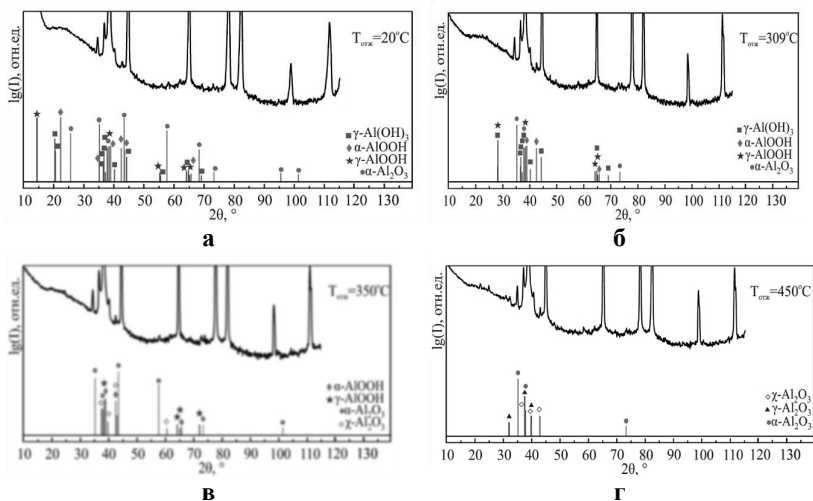 lg(I), отн.ед.
Tотж=20°C
γ-Al(OH)3
α-AlOOH
γ-AlOOH
α-Al2O3
10 20 30 40 50 60 70 80 90 100 110 120 130
2θ, °
а
lg(I), отн.ед.
Tотж=309°C
γ-Al(OH)3
α-AlOOH
γ-AlOOH
α-Al2O3
10 20 30 40 50 60 70 80 90 100 110 120 130
2θ, °
б
lg(I), отн.ед.
Tотж=350°C
α-AlOOH
γ-AlOOH
α-Al2O3
χ-Al2O3
10 20 30 40 50 60 70 80 90 100 110 120 130
2θ, °
в
lg(I), отн.ед.
Tотж=450°C
χ-Al2O3
γ-Al2O3
α-Al2O3
10 20 30 40 50 60 70 80 90 100 110 120 130
2θ, °
г